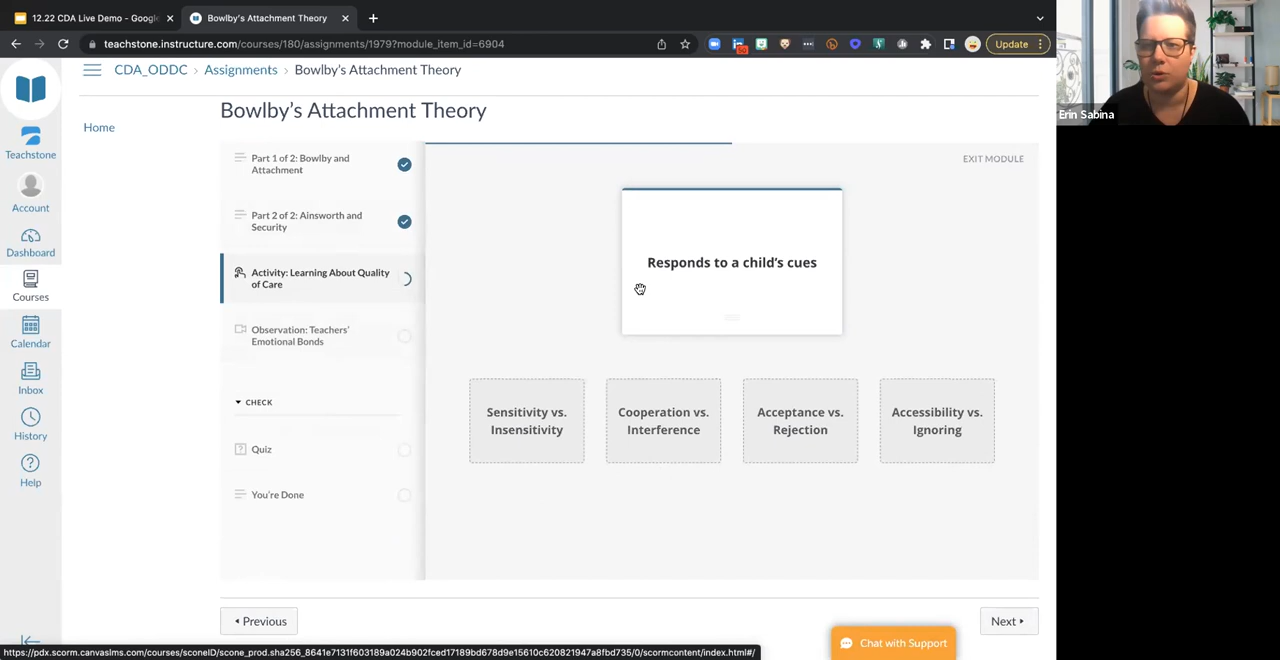 12.22 CDA Live Demo - Google
Bowlby's Attachment Theory
teachstone.instructure.com/courses/180/assignments/1979?module_item_id=6904
Update
CDA_ODDC > Assignments > Bowlby's Attachment Theory
Erin Sabina
Teachstone
Account
Dashboard
Courses
Calendar
Inbox
History
Help
Home
Bowlby's Attachment Theory
Part 1 of 2: Bowlby and
Attachment
Part 2 of 2: Ainsworth and
Security
Activity: Learning About Quality
of Care
Observation: Teachers'
Emotional Bonds
CHECK
Quiz
You're Done
EXIT MODULE
Responds to a child's cues
Sensitivity vs.
Insensitivity
Cooperation vs.
Interference
Acceptance vs.
Rejection
Accessibility vs.
Ignoring
Previous
Next
Chat with Support
https://pdx.scorm.canvaslms.com/courses/sconeID/scone_prod.sha256_8641e7131f603189a024b902fced17189bd678d9e15610c620821947a8fbd735/0/scormcontent/index.html#/